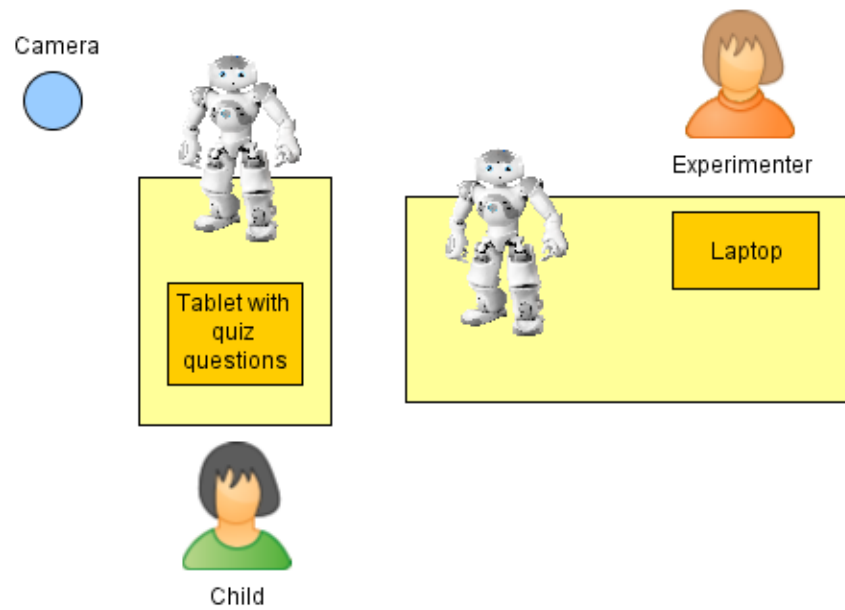 Camera
Experimenter
Laptop
Tablet with
quiz
questions
Child